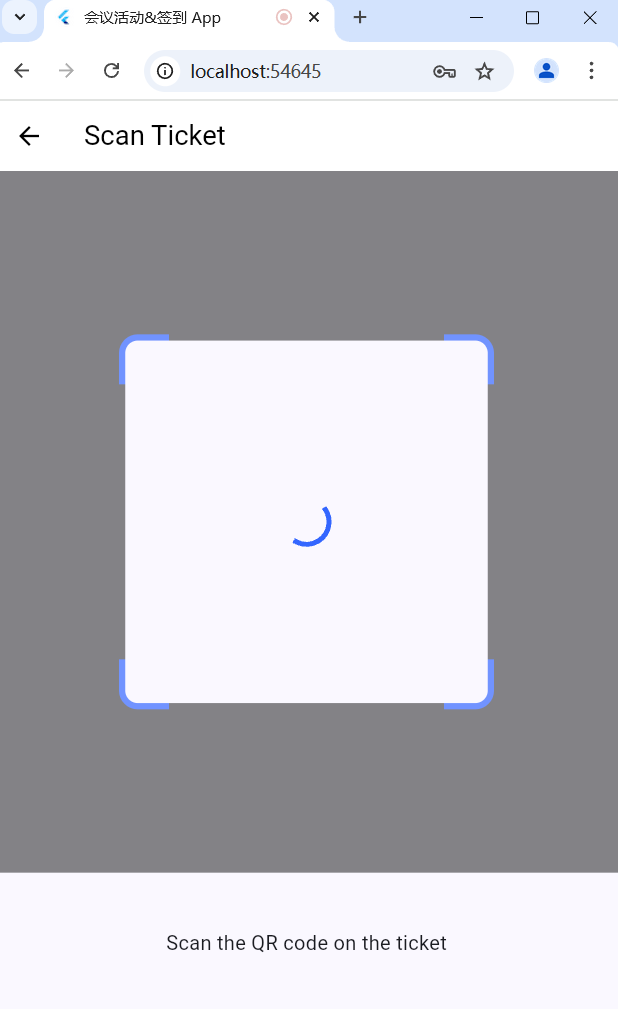 会议活动&签到 App
localhost:54645
Scan Ticket
Scan the QR code on the ticket